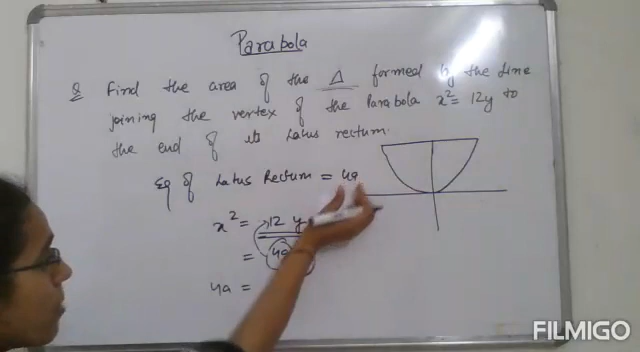 Parabola
Q Find the area of the Δ formed by the line
joining the vertex of the Parabola x² = 12y to
the end of its Latus rectum.
Eq of Latus Rectum = 4a
x² = 12 y
= 4a
4a =
FILMIGO